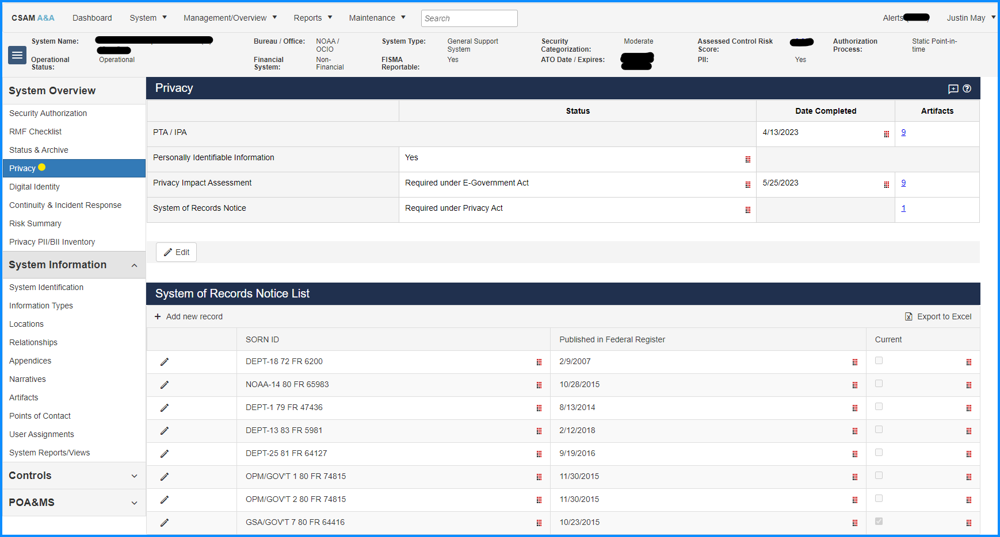 CSAM A&A Dashboard System Management/Overview Reports Maintenance Search Alerts Justin May
System Name: Bureau / Office: NOAA / OCIO System Type: General Support System Security Categorization: Moderate Assessed Control Risk Score: Authorization Process: Static Point-in-time
Operational Status: Operational Financial System: Non-Financial FISMA Reportable: Yes ATO Date / Expires: PII: Yes
System Overview
Security Authorization
RMF Checklist
Status & Archive
Privacy
Digital Identity
Continuity & Incident Response
Risk Summary
Privacy PII/BII Inventory
System Information
System Identification
Information Types
Locations
Relationships
Appendices
Narratives
Artifacts
Points of Contact
User Assignments
System Reports/Views
Controls
POA&MS
Privacy
Status Date Completed Artifacts
PTA / IPA 4/13/2023 9
Personally Identifiable Information Yes
Privacy Impact Assessment Required under E-Government Act 5/25/2023 9
System of Records Notice Required under Privacy Act 1
Edit
System of Records Notice List
+ Add new record Export to Excel
SORN ID Published in Federal Register Current
DEPT-18 72 FR 6200 2/9/2007
NOAA-14 80 FR 65983 10/28/2015
DEPT-1 79 FR 47436 8/13/2014
DEPT-13 83 FR 5981 2/12/2018
DEPT-25 81 FR 64127 9/19/2016
OPM/GOV'T 1 80 FR 74815 11/30/2015
OPM/GOV'T 2 80 FR 74815 11/30/2015
GSA/GOV'T 7 80 FR 64416 10/23/2015